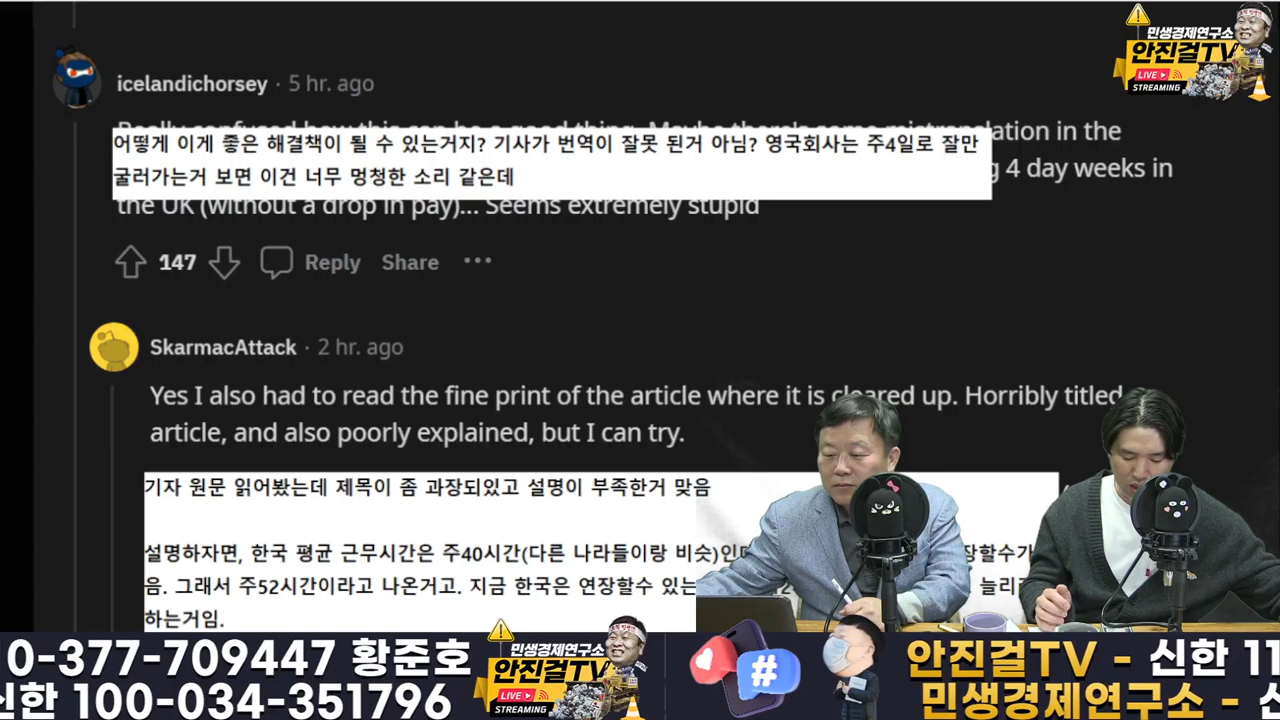 icelandichorsey · 5 hr. ago
어떻게 이게 좋은 해결책이 될 수 있는거지? 기사가 번역이 잘못 된거 아님? 영국회사는 주4일로 잘만
in the
굴러가는거 보면 이건 너무 멍청한 소리 같은데
4 day weeks in
the UK (without a drop in pay)... Seems extremely stupid
147 Reply Share ···
SkarmacAttack · 2 hr. ago
Yes I also had to read the fine print of the article where it is cleared up. Horribly titled
article, and also poorly explained, but I can try.
기자 원문 읽어봤는데 제목이 좀 과장되있고 설명이 부족한거 맞음
설명하자면, 한국 평균 근무시간은 주40시간(다른 나라들이랑 비슷)인데
음. 그래서 주52시간이라고 나온거고. 지금 한국은 연장할수 있는
하는거임.
민생경제연구소
안진걸TV
LIVE
STREAMING
0-377-709447 황준호
신한 100-034-351796
민생경제연구소
안진걸TV
LIVE
STREAMING
#
안진걸TV - 신한 11
민생경제연구소 -